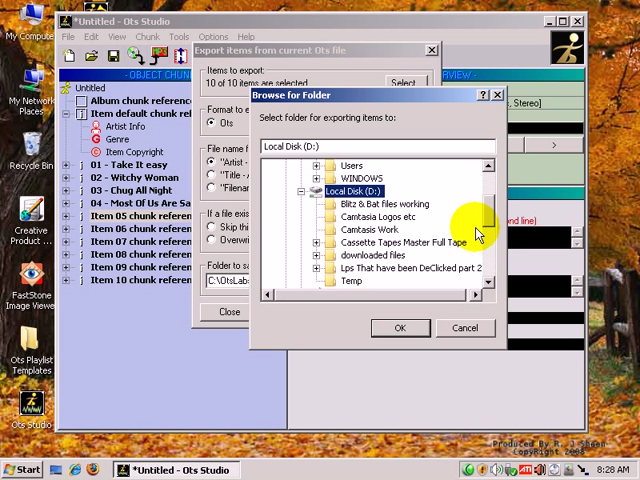 My Compute
My Network
Places
Recycle Bin
Creative
Product ...
FastStone
Image Viewer
Ots Playlist
Templates
Ots Studio
*Untitled - Ots Studio
File Edit View Chunk Tools Options Help
- OBJECT CHUN
RVIEW -
Untitled
Album chunk reference
Item default chunk rel
Artist Info
Genre
Item Copyright
01 - Take It easy
02 - Witchy Woman
03 - Chug All Night
04 - Most Of Us Are Sa
Item 05 chunk referen
Item 06 chunk referen
Item 07 chunk referen
Item 08 chunk referen
Item 09 chunk referen
Item 10 chunk referen
Export items from current Ots file
Items to export:
10 of 10 items are selected
Select...
Format to e
Ots
File name f
"Artist -
"Title - A
"Filenam
If a file exis
Skip this
Overwri
Folder to sa
C:\OtsLabs
Close
Browse for Folder
Select folder for exporting items to:
Local Disk (D:)
Users
WINDOWS
Local Disk (D:)
Blitz & Bat files working
Camtasia Logos etc
Camtasia Work
Cassette Tapes Master Full Tape
downloaded files
Lps That have been DeClicked part 2
Temp
OK Cancel
, Stereo]
>
ond line)
Produced By R. J Sheen
CopyRight 2008
Start
*Untitled - Ots Studio
8:28 AM